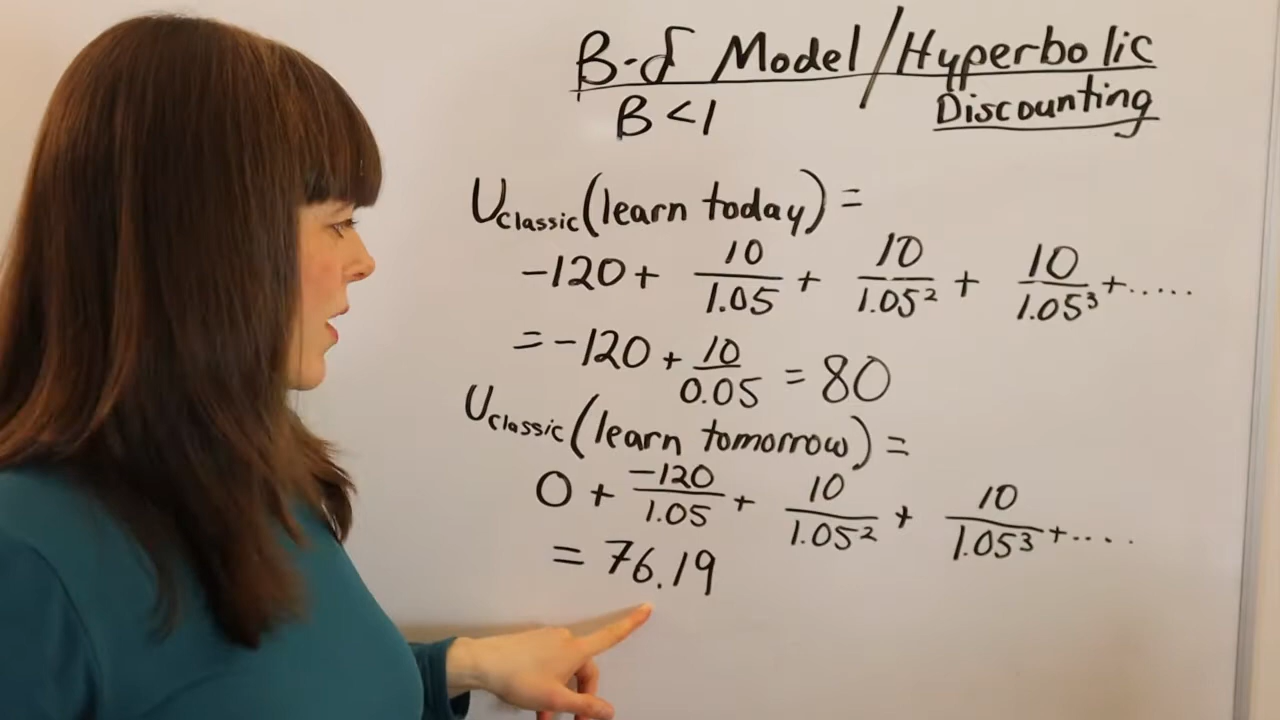 B-δ Model/Hyperbolic
B<1 Discounting
U_Classic(learn today) =
-120 + 10/1.05 + 10/1.05² + 10/1.05³ + .....
= -120 + 10/0.05 = 80
U_classic(learn tomorrow) =
0 + -120/1.05 + 10/1.05² + 10/1.05³ + ....
= 76.19